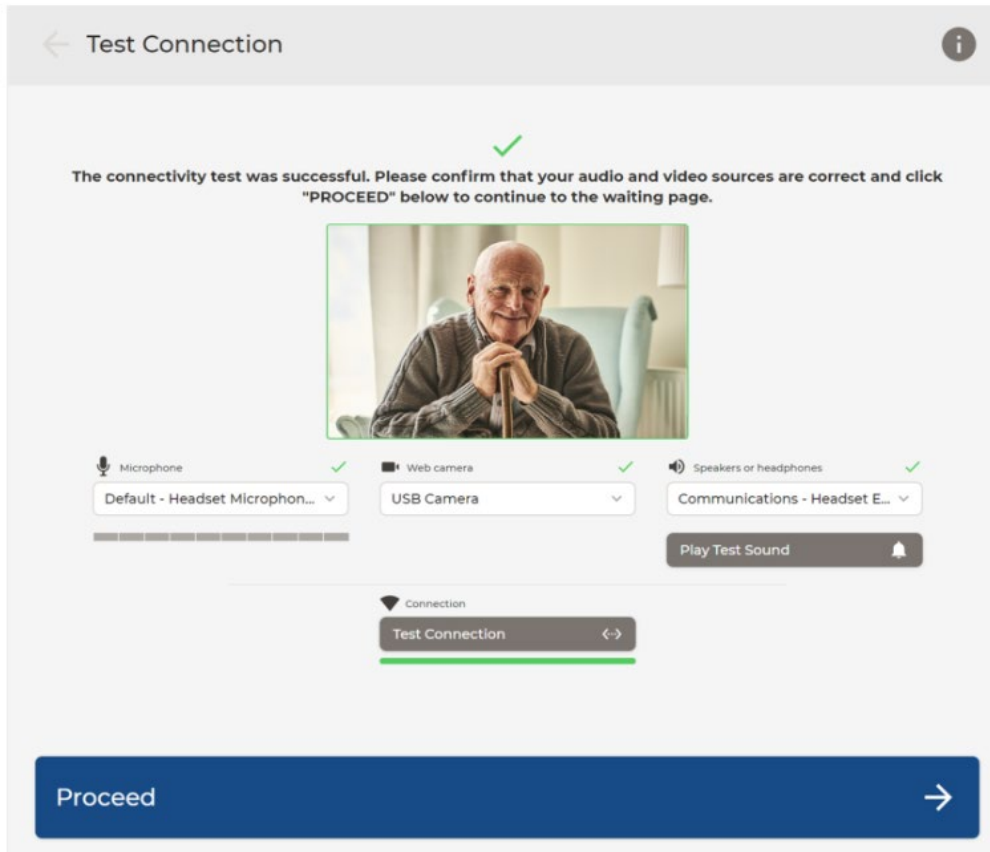 Test Connection
The connectivity test was successful. Please confirm that your audio and video sources are correct and click
"PROCEED" below to continue to the waiting page.
Microphone
Web camera
Speakers or headphones
Default - Headset Microphon...
USB Camera
Communications - Headset E...
Play Test Sound
Connection
Test Connection
Proceed